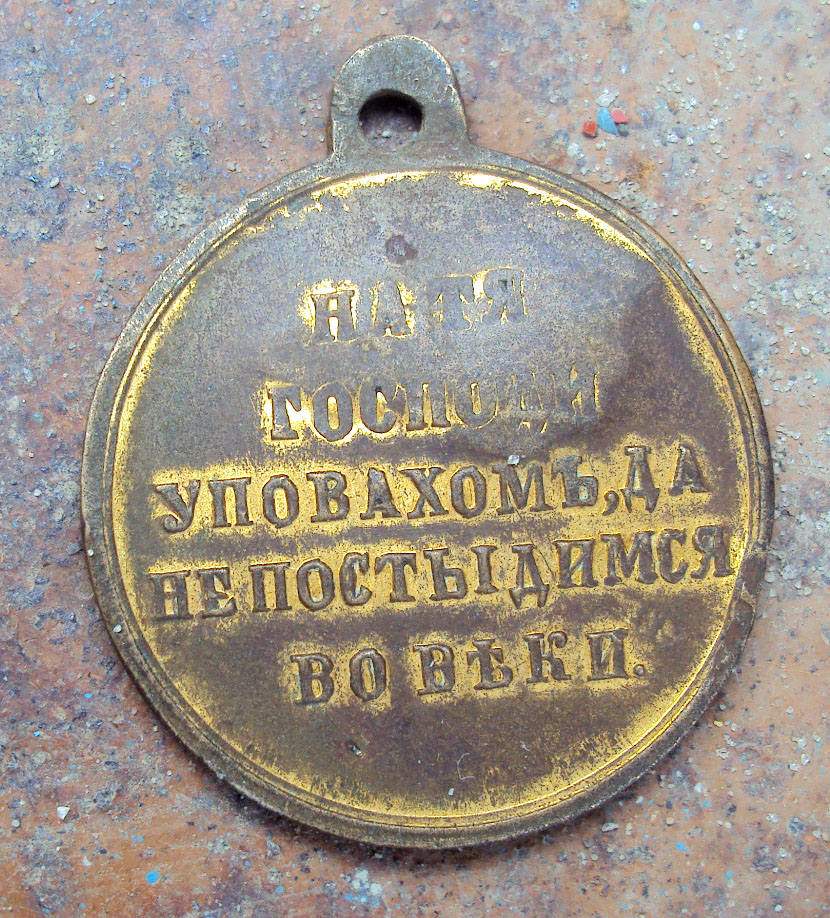 НА ТЯ
ГОСПОДИ
УПОВАХОМЪ, ДА
НЕ ПОСТЫДИМСЯ
ВО ВѢКИ.